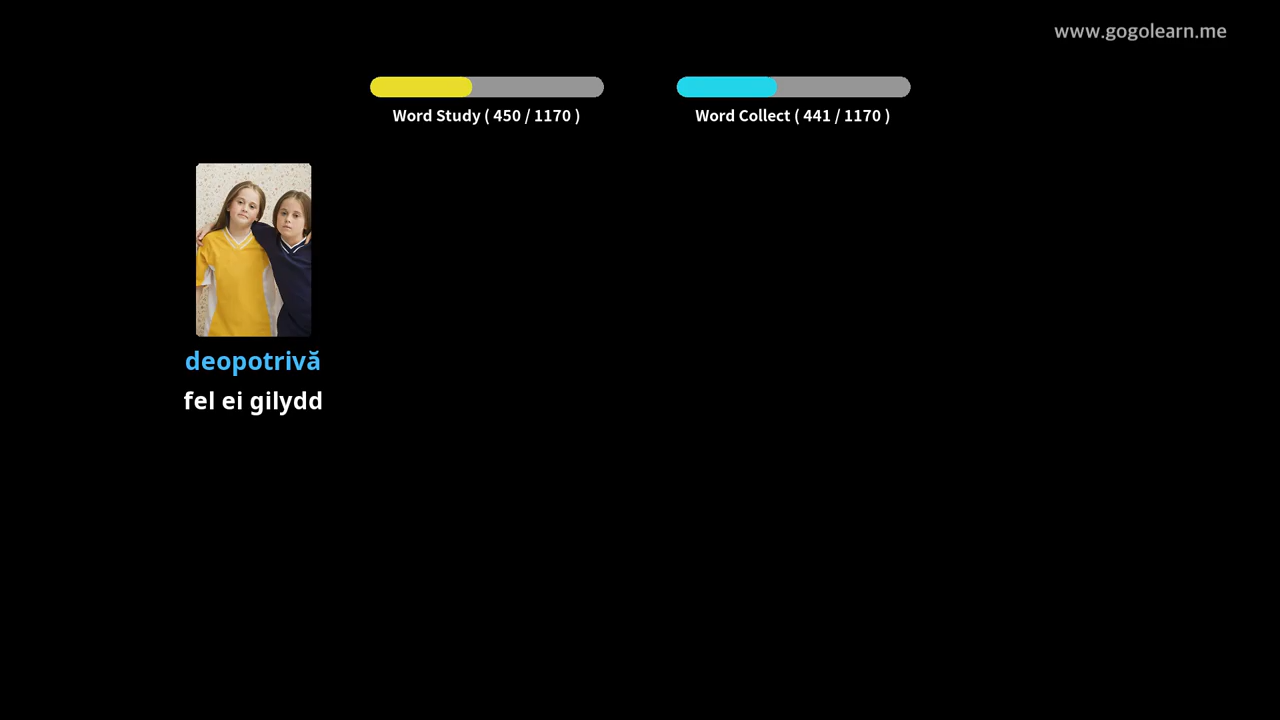 www.gogolearn.me
Word Study ( 450 / 1170 )
Word Collect ( 441 / 1170 )
deopotrivă
fel ei gilydd